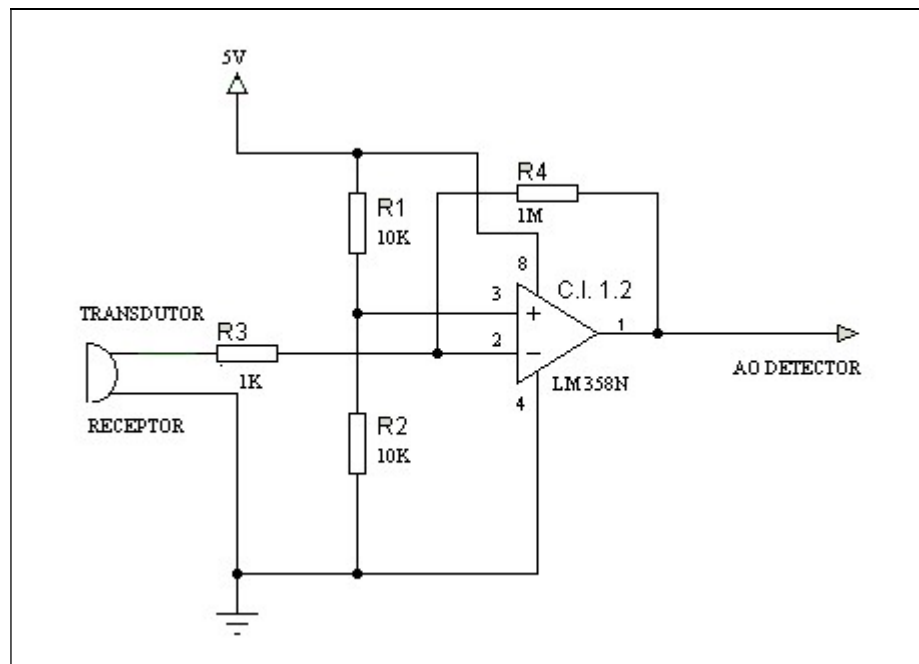 5V
R4
1M
R1
10K
8
C.I. 1.2
3
TRANSDUTOR
R3
2
1
1K
LM358N
AO DETECTOR
4
RECEPTOR
R2
10K